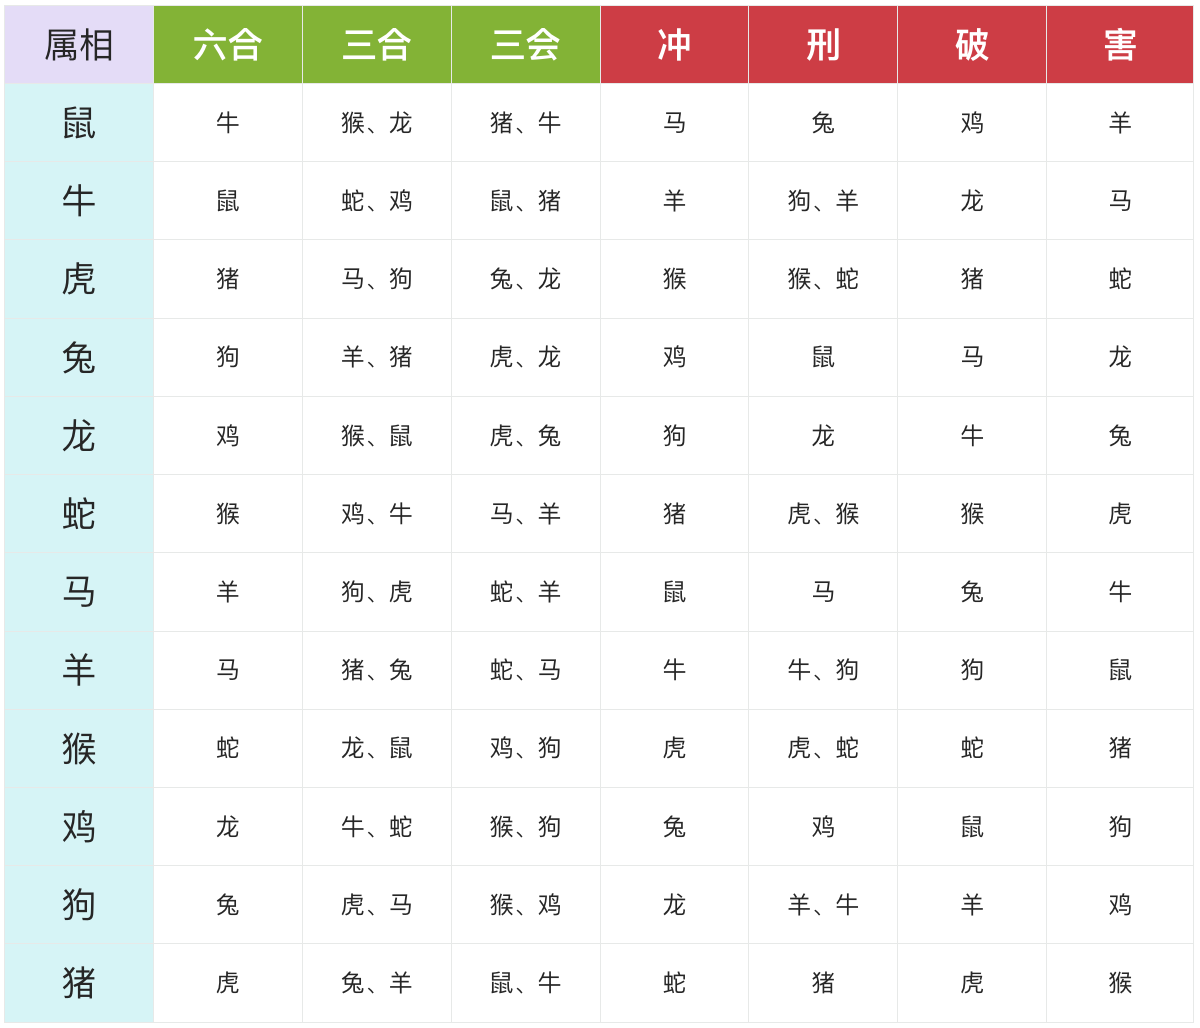 属相 六合 三合 三会 冲 刑 破 害
鼠 牛 猴、龙 猪、牛 马 兔 鸡 羊
牛 鼠 蛇、鸡 鼠、猪 羊 狗、羊 龙 马
虎 猪 马、狗 兔、龙 猴 猴、蛇 猪 蛇
兔 狗 羊、猪 虎、龙 鸡 鼠 马 龙
龙 鸡 猴、鼠 虎、兔 狗 龙 牛 兔
蛇 猴 鸡、牛 马、羊 猪 虎、猴 猴 虎
马 羊 狗、虎 蛇、羊 鼠 马 兔 牛
羊 马 猪、兔 蛇、马 牛 牛、狗 狗 鼠
猴 蛇 龙、鼠 鸡、狗 虎 虎、蛇 蛇 猪
鸡 龙 牛、蛇 猴、狗 兔 鸡 鼠 狗
狗 兔 虎、马 猴、鸡 龙 羊、牛 羊 鸡
猪 虎 兔、羊 鼠、牛 蛇 猪 虎 猴